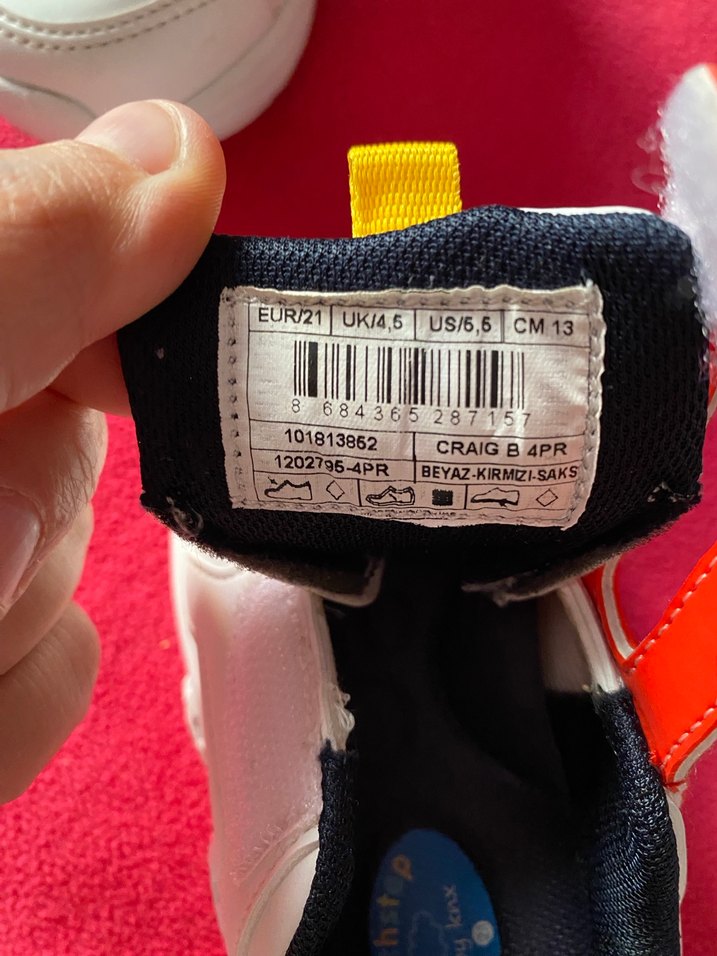 EUR/21 UK/4,5 US/5,5 CM 13
8 684365 287157
101813852 CRAIG B 4PR
1202795-4PR BEYAZ-KIRMIZI-SAKS